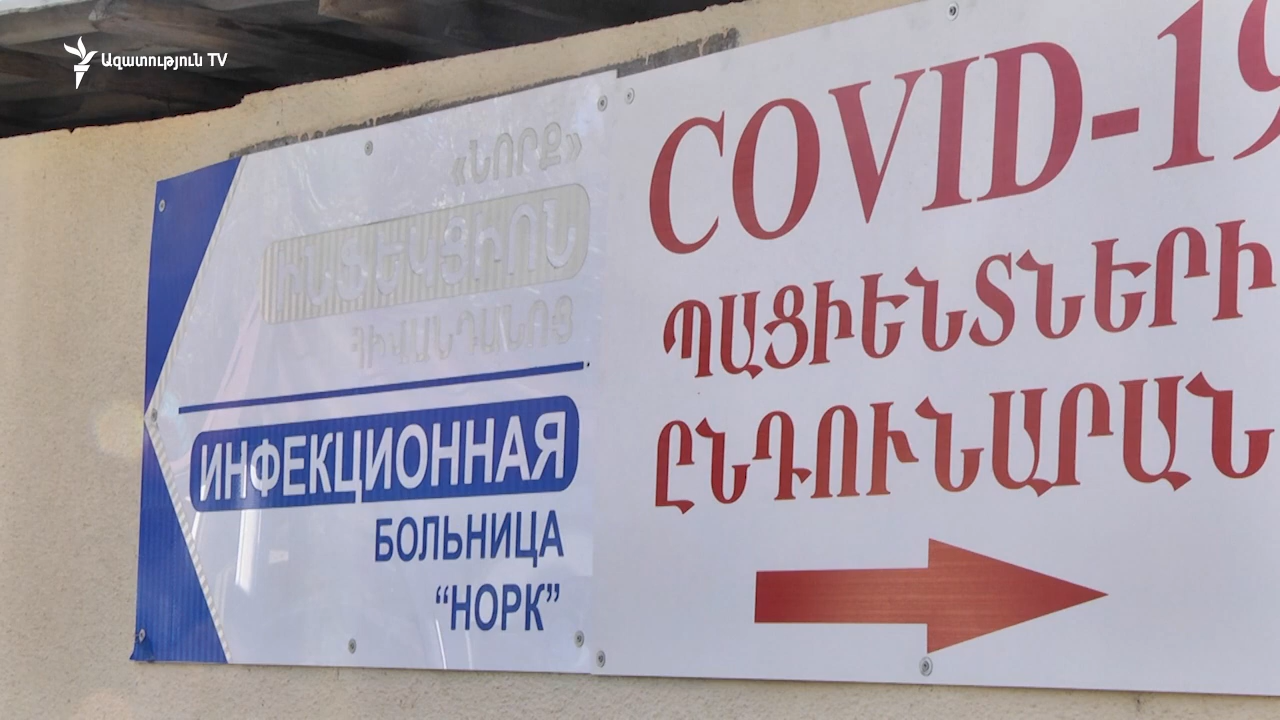 Ազատություն TV
«ՆՈՐՔ»
ԻՆՖԵԿՑԻՈՆ
ՀԻՎԱՆԴԱՆՈՑ
ИНФЕКЦИОННАЯ
БОЛЬНИЦА
“НОРК”
COVID-19
ՊԱՑԻԵՆՏՆԵՐԻ
ԸՆԴՈՒՆԱՐԱՆ